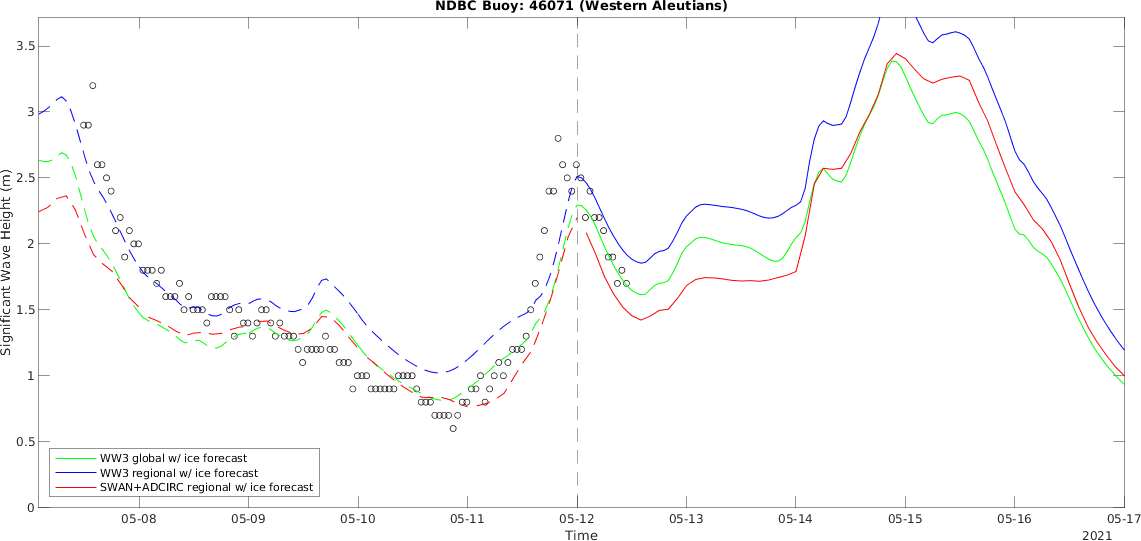 NDBC Buoy: 46071 (Western Aleutians)
3.5
3
2.5
2
1.5
1
0.5
0
Significant Wave Height (m)
WW3 global w/ ice forecast
WW3 regional w/ ice forecast
SWAN+ADCIRC regional w/ ice forecast
05-08 05-09 05-10 05-11 05-12 05-13 05-14 05-15 05-16 05-17
Time
2021